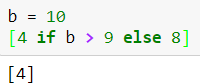 b = 10
[4 if b > 9 else 8]
[4]